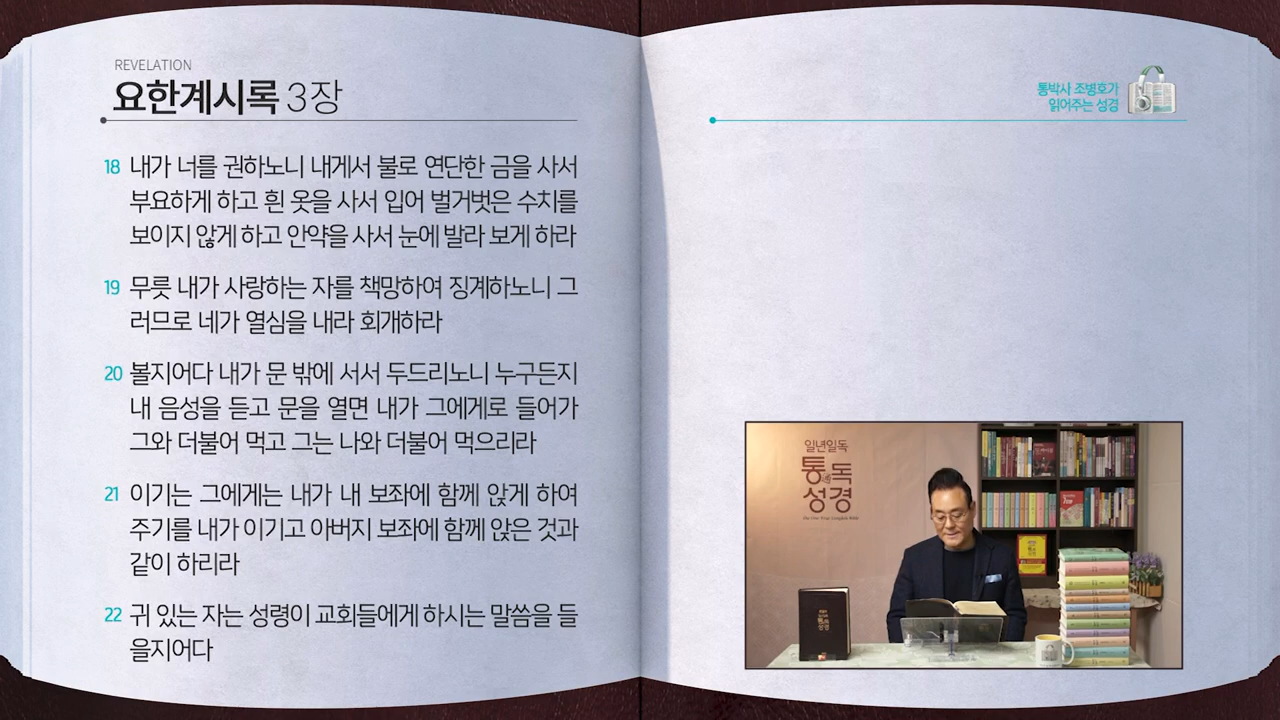 REVELATION
요한계시록 3장
18 내가 너를 권하노니 내게서 불로 연단한 금을 사서
부요하게 하고 흰 옷을 사서 입어 벌거벗은 수치를
보이지 않게 하고 안약을 사서 눈에 발라 보게 하라
19 무릇 내가 사랑하는 자를 책망하여 징계하노니 그
러므로 네가 열심을 내라 회개하라
20 볼지어다 내가 문 밖에 서서 두드리노니 누구든지
내 음성을 듣고 문을 열면 내가 그에게로 들어가
그와 더불어 먹고 그는 나와 더불어 먹으리라
21 이기는 그에게는 내가 내 보좌에 함께 앉게 하여
주기를 내가 이기고 아버지 보좌에 함께 앉은 것과
같이 하리라
22 귀 있는 자는 성령이 교회들에게 하시는 말씀을 들
을지어다
통박사 조병호가
읽어주는 성경
일년일독
통독
성경
통독
성경